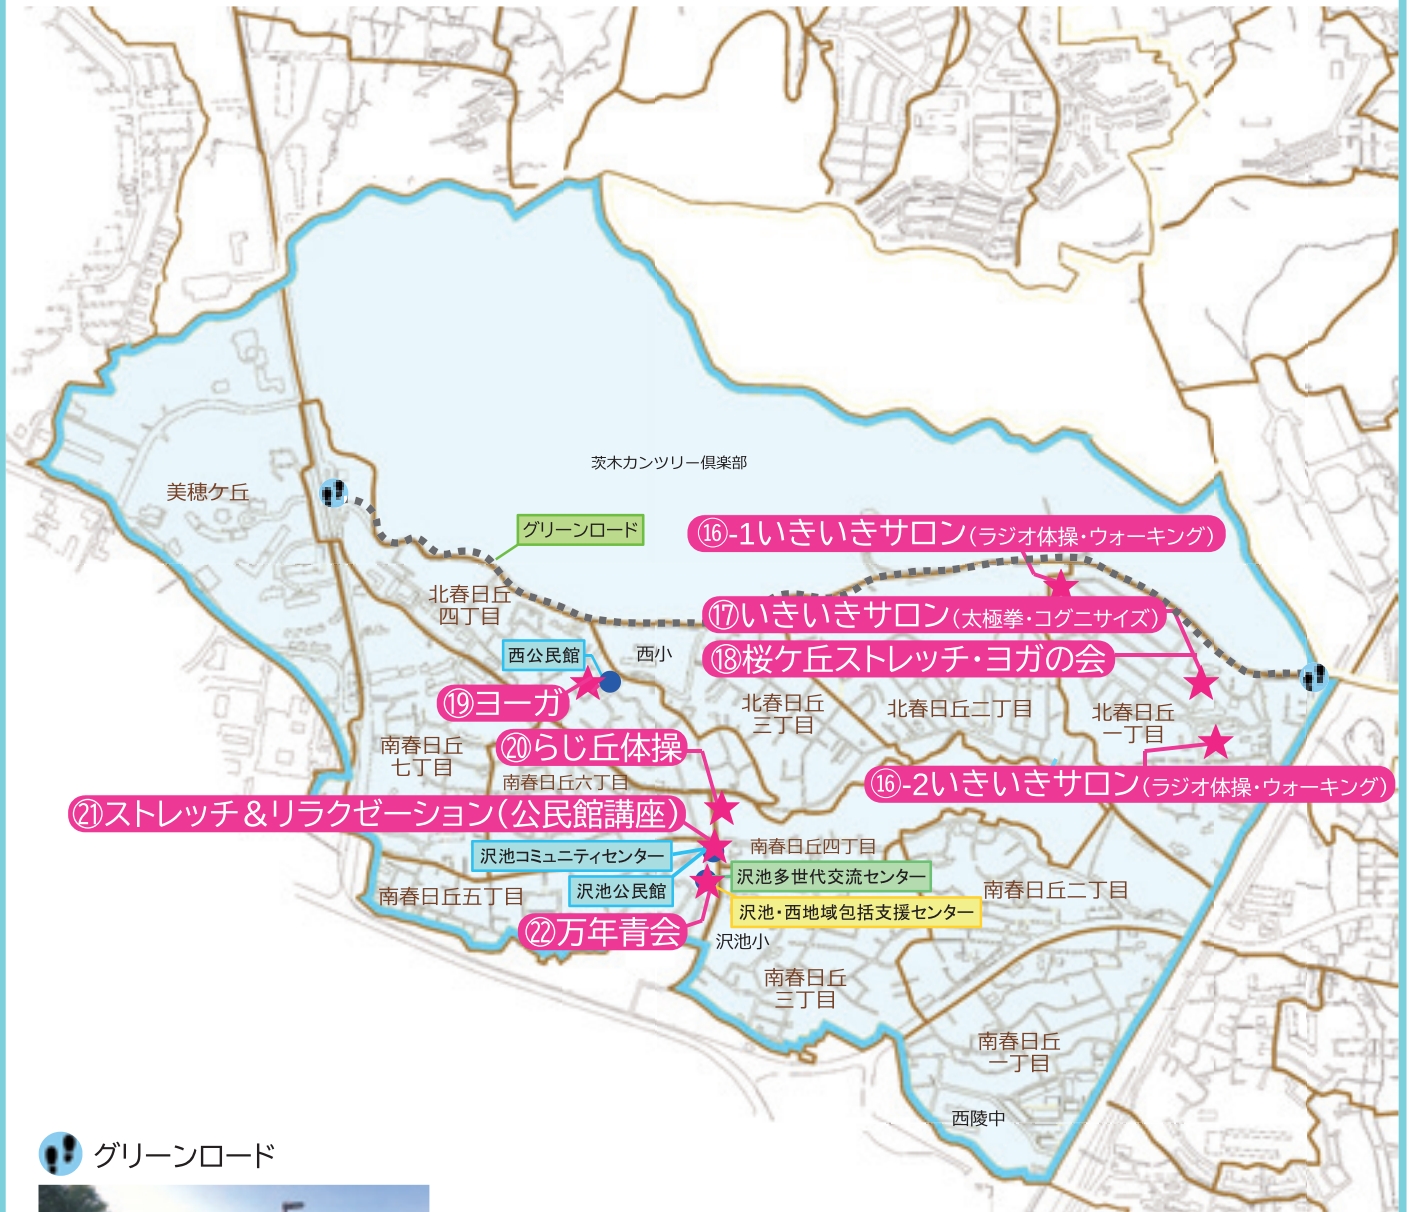 茨木カンツリー倶楽部
美穂ケ丘
グリーンロード
⑯-1いきいきサロン(ラジオ体操・ウォーキング)
北春日丘
四丁目
⑰いきいきサロン(太極拳・コグニサイズ)
西公民館
西小
⑱桜ケ丘ストレッチ・ヨガの会
⑲ヨーガ
北春日丘
三丁目
北春日丘二丁目
北春日丘
一丁目
南春日丘
七丁目
⑳らじ丘体操
南春日丘六丁目
⑯-2いきいきサロン(ラジオ体操・ウォーキング)
㉑ストレッチ&リラクゼーション(公民館講座)
南春日丘四丁目
沢池コミュニティセンター
沢池多世代交流センター
沢池公民館
南春日丘五丁目
南春日丘二丁目
沢池・西地域包括支援センター
㉒万年青会
沢池小
南春日丘
三丁目
南春日丘
一丁目
西陵中
グリーンロード